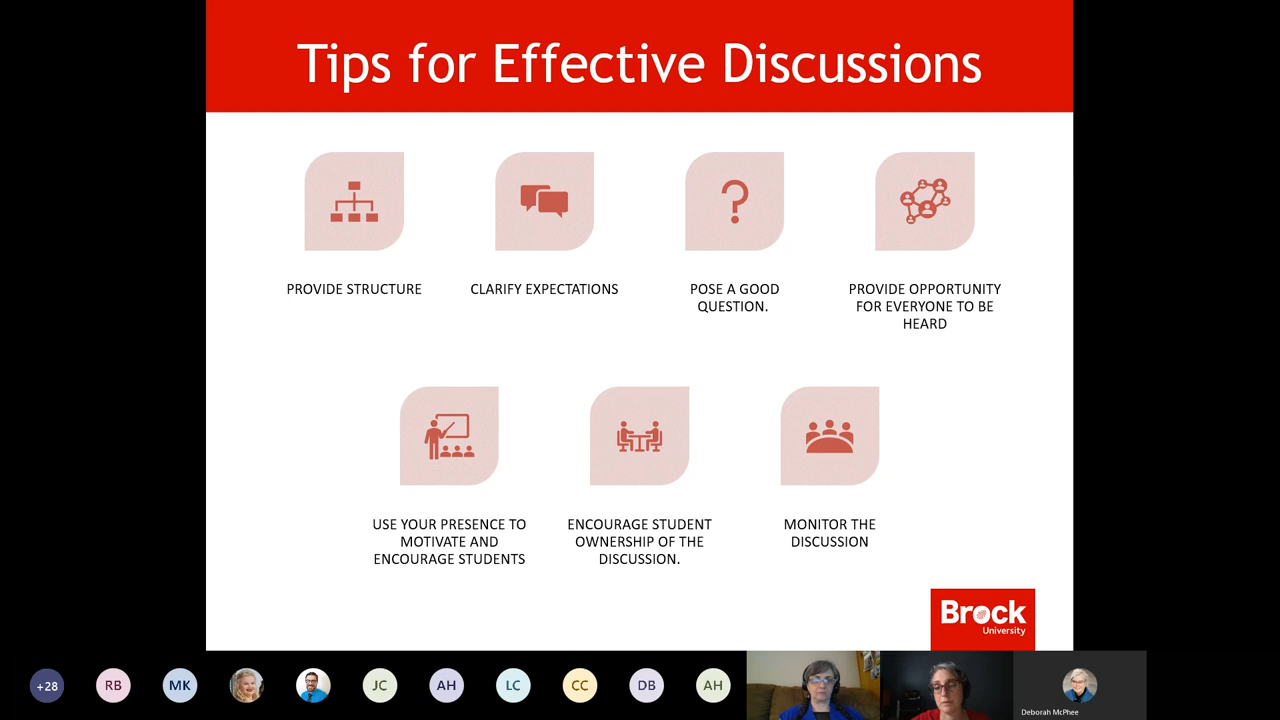 Tips for Effective Discussions
PROVIDE STRUCTURE
CLARIFY EXPECTATIONS
?
POSE A GOOD
QUESTION.
PROVIDE OPPORTUNITY
FOR EVERYONE TO BE
HEARD
USE YOUR PRESENCE TO
MOTIVATE AND
ENCOURAGE STUDENTS
ENCOURAGE STUDENT
OWNERSHIP OF THE
DISCUSSION.
MONITOR THE
DISCUSSION
Brock
University
+28
RB
MK
JC
AH
LC
CC
DB
AH
Deborah McPhee